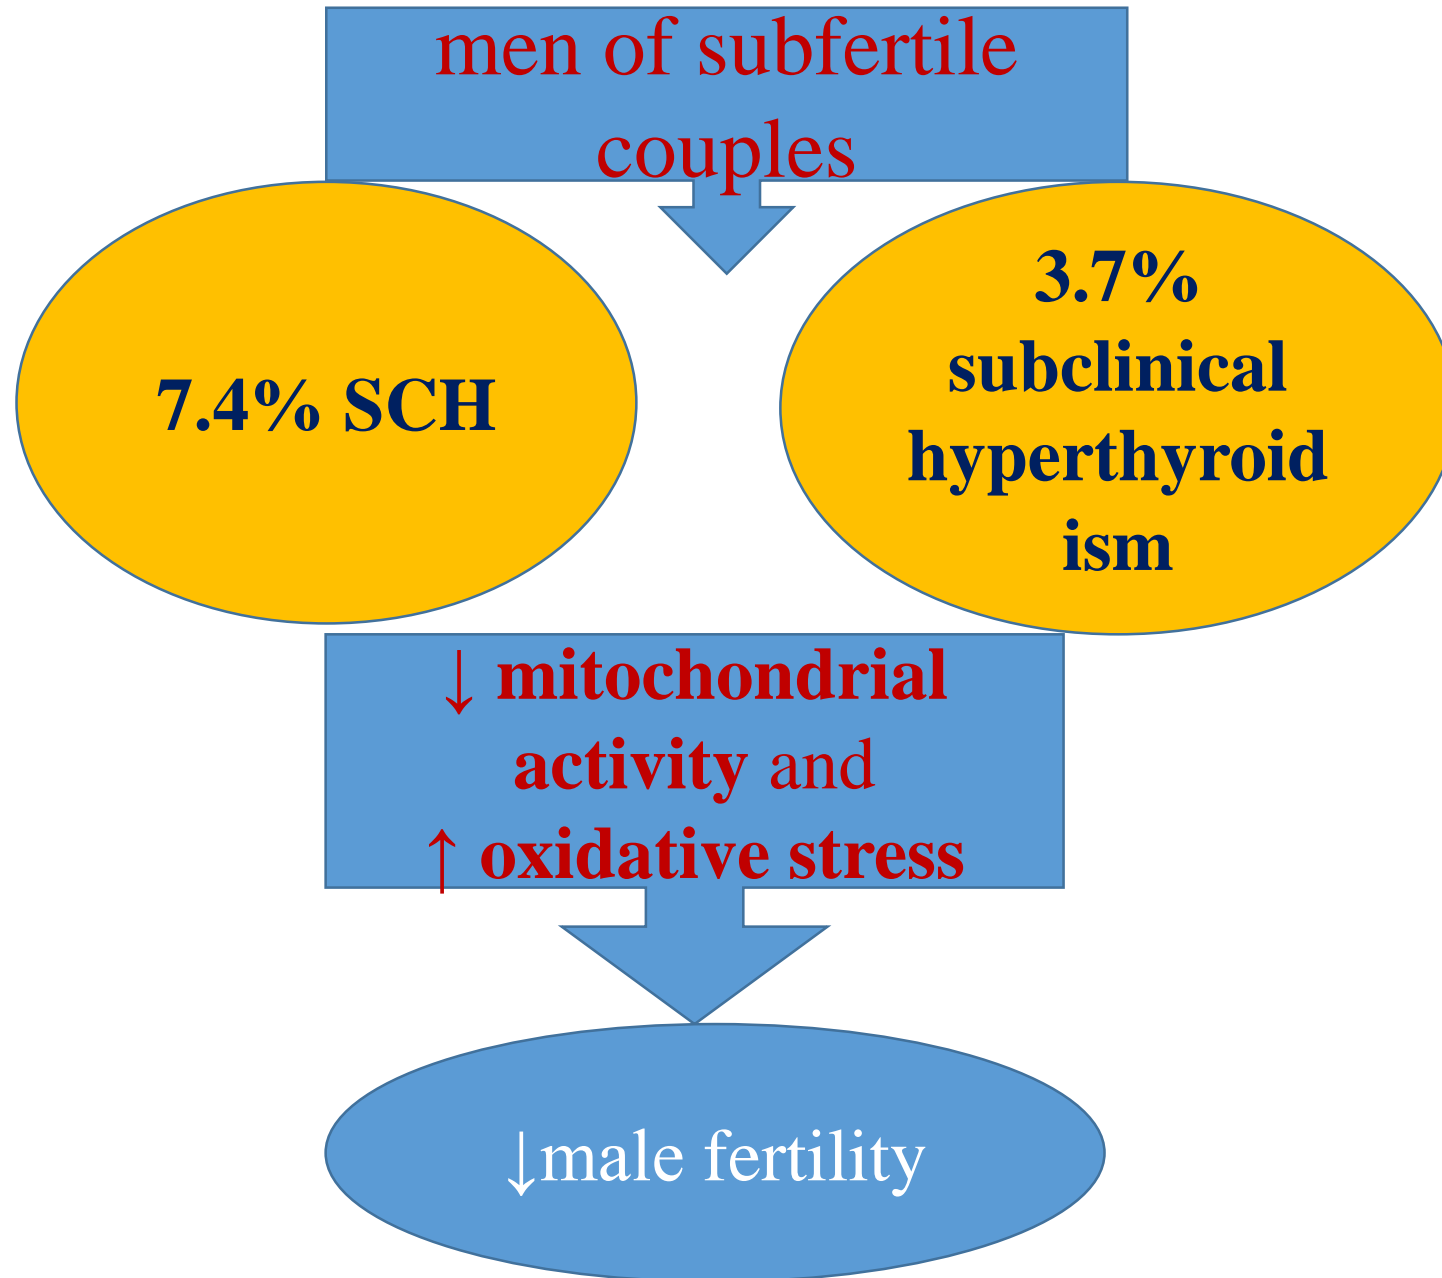 men of subfertile
couples
7.4% SCH
3.7%
subclinical
hyperthyroid
ism
↓ mitochondrial
activity and
↑ oxidative stress
↓male fertility